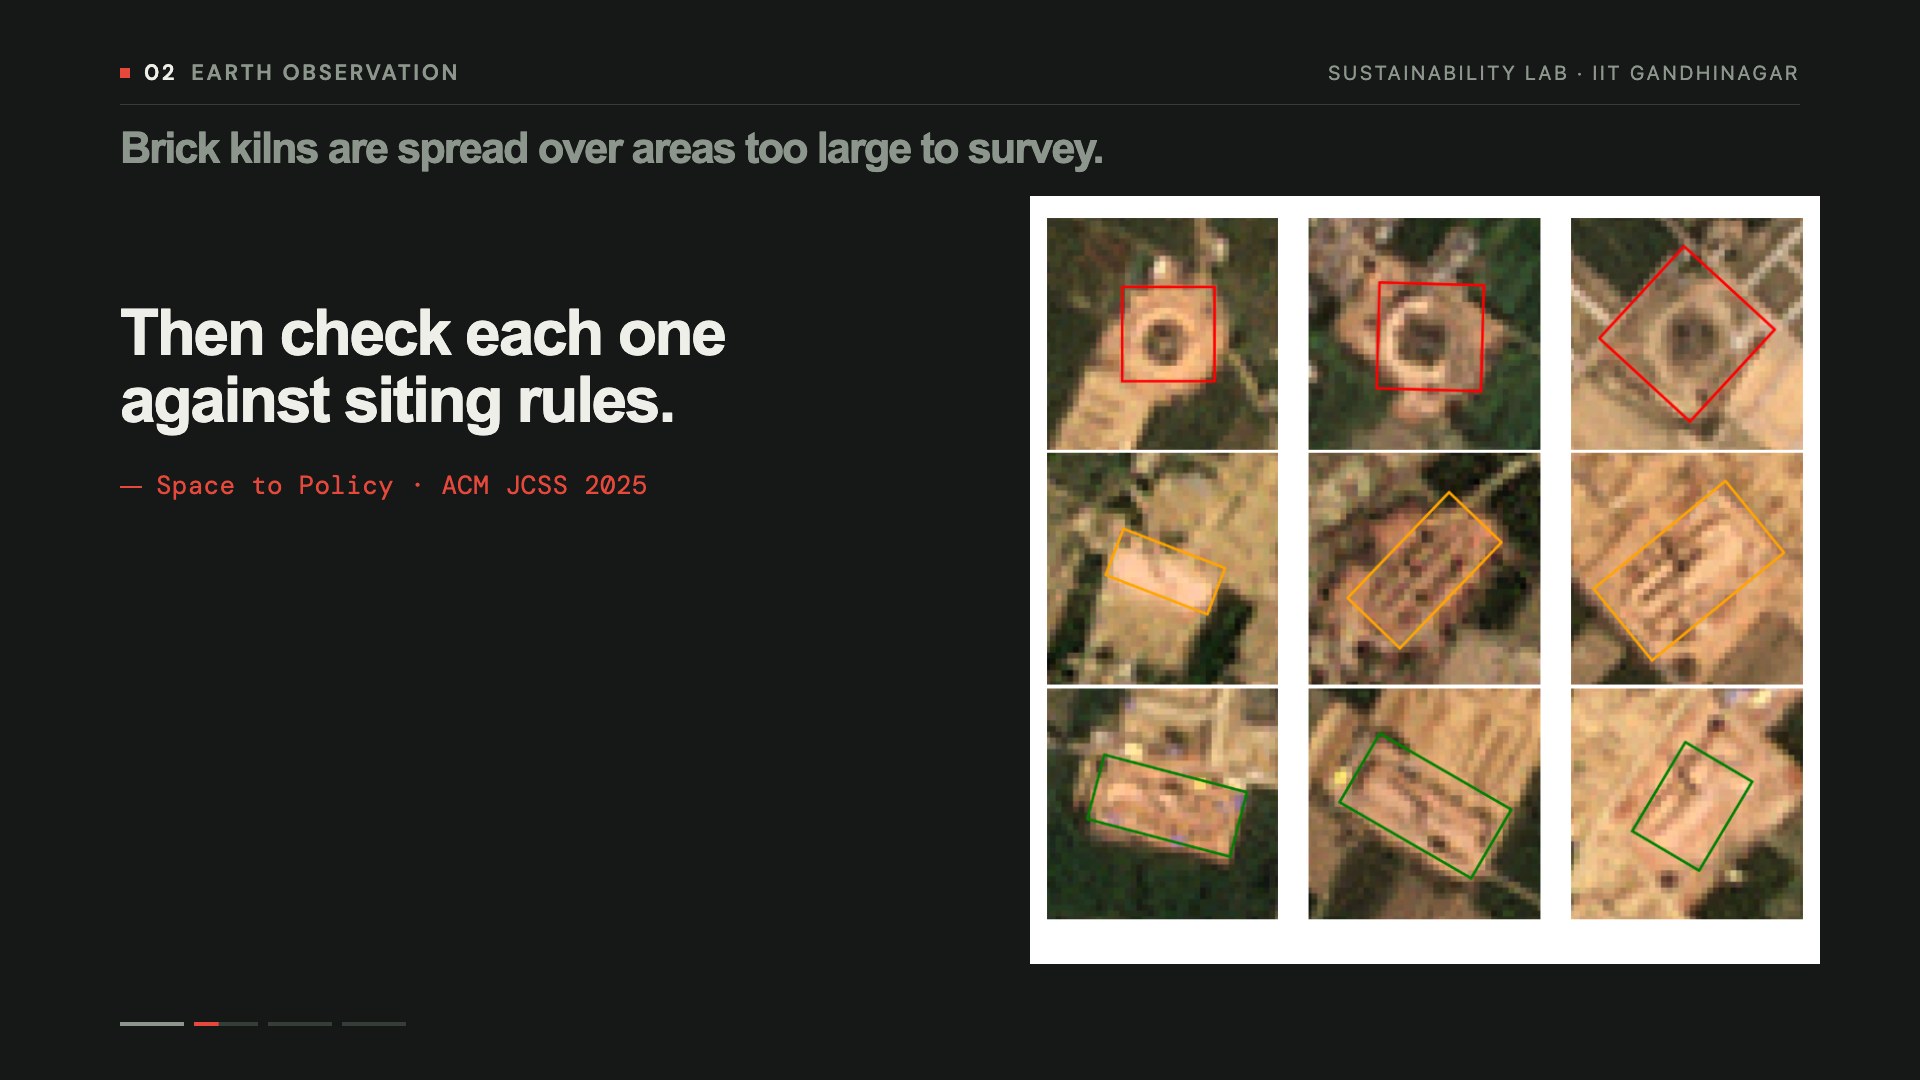 02 EARTH OBSERVATION
SUSTAINABILITY LAB · IIT GANDHINAGAR
Brick kilns are spread over areas too large to survey.
Then check each one
against siting rules.
— Space to Policy · ACM JCSS 2025